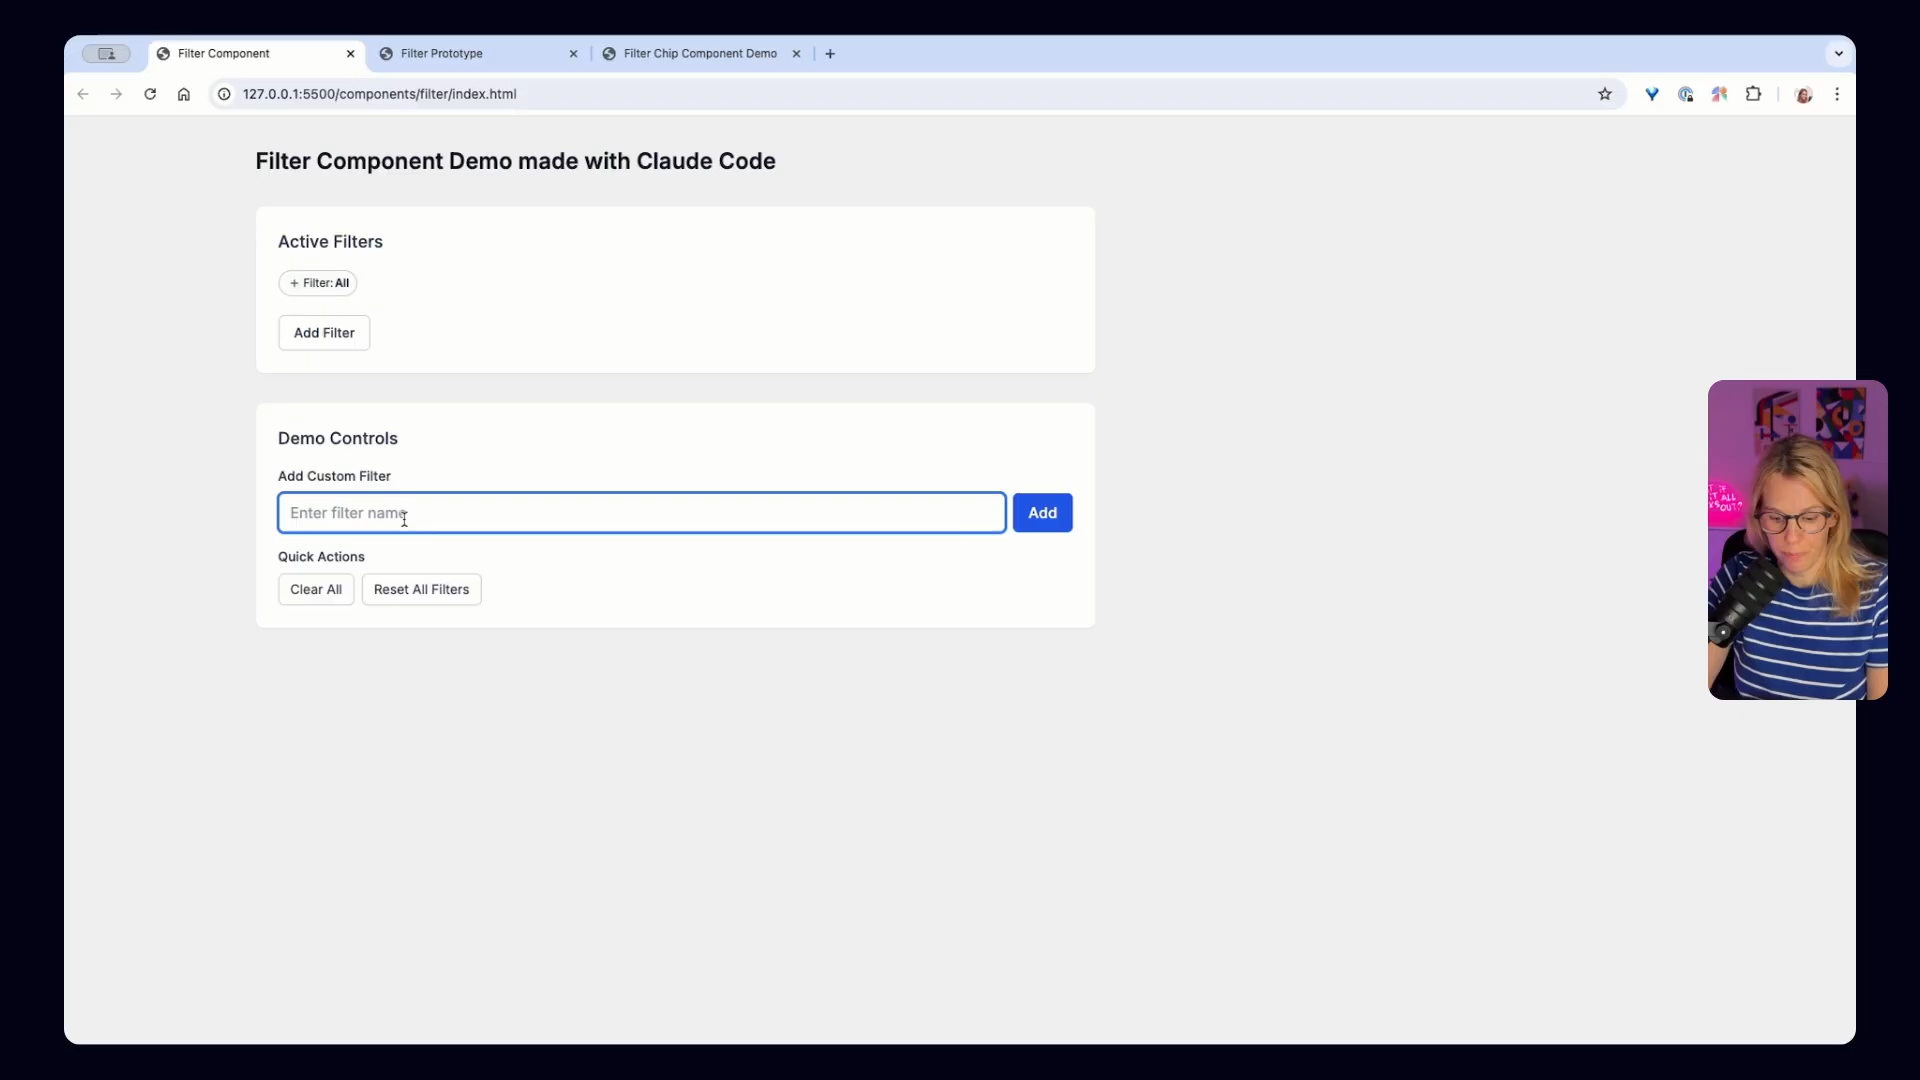 Filter Component
Filter Prototype
Filter Chip Component Demo
127.0.0.1:5500/components/filter/index.html
Filter Component Demo made with Claude Code
Active Filters
+ Filter: All
Add Filter
Demo Controls
Add Custom Filter
Enter filter name
Add
Quick Actions
Clear All
Reset All Filters